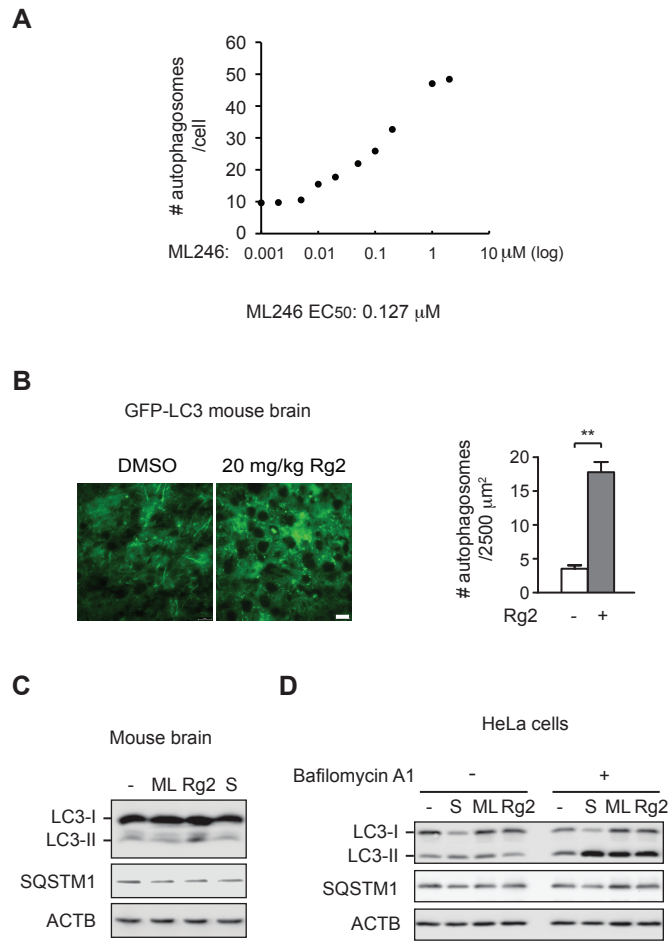 A
# autophagosomes
/cell
60
50
40
30
20
10
0
ML246: 0.001 0.01 0.1 1 10 μM (log)
ML246 EC50: 0.127 μM
B
GFP-LC3 mouse brain
DMSO 20 mg/kg Rg2
# autophagosomes
/2500 μm2
**
20
15
10
5
0
Rg2 - +
C
Mouse brain
- ML Rg2 S
LC3-I
LC3-II
SQSTM1
ACTB
D
HeLa cells
Bafilomycin A1 - +
- S ML Rg2 - S ML Rg2
LC3-I
LC3-II
SQSTM1
ACTB